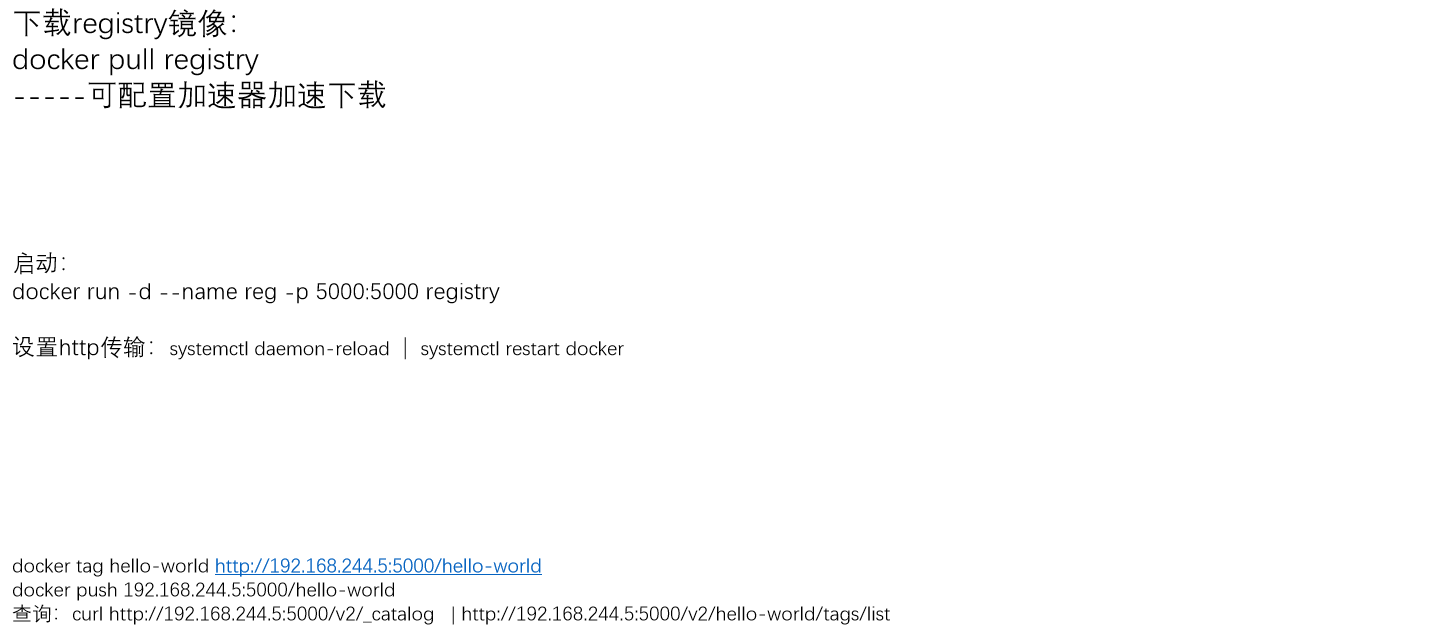 下载registry镜像：
docker pull registry
-----可配置加速器加速下载
启动：
docker run -d --name reg -p 5000:5000 registry
设置http传输：systemctl daemon-reload | systemctl restart docker
docker tag hello-world http://192.168.244.5:5000/hello-world
docker push 192.168.244.5:5000/hello-world
查询：curl http://192.168.244.5:5000/v2/_catalog | http://192.168.244.5:5000/v2/hello-world/tags/list